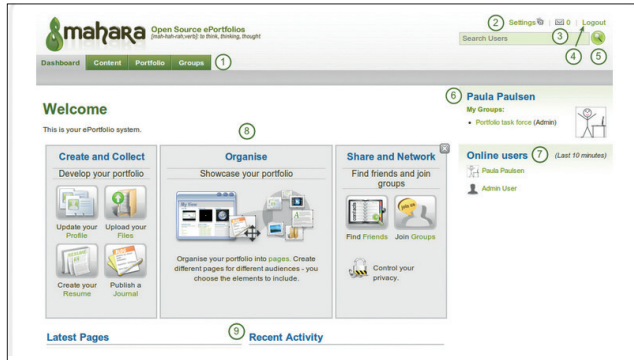 mahara
Open Source ePortfolios
[mah-hah-rah;verb]: to think, thinking, thought
② Settings | 0 | Logout
Search Users ③
④ ⑤
Dashboard Content Portfolio Groups ①
Welcome
This is your ePortfolio system.
⑧
Create and Collect
Develop your portfolio
Update your
Profile
Upload your
Files
Create your
Resume
Publish a
Journal
Organise
Showcase your portfolio
Organise your portfolio into pages. Create
different pages for different audiences - you
choose the elements to include.
Share and Network
Find friends and join
groups
Find Friends
Join Groups
Control your
privacy.
⑥ Paula Paulsen
My Groups:
• Portfolio task force (Admin)
Online users ⑦ (Last 10 minutes)
Paula Paulsen
Admin User
Latest Pages ⑨ Recent Activity